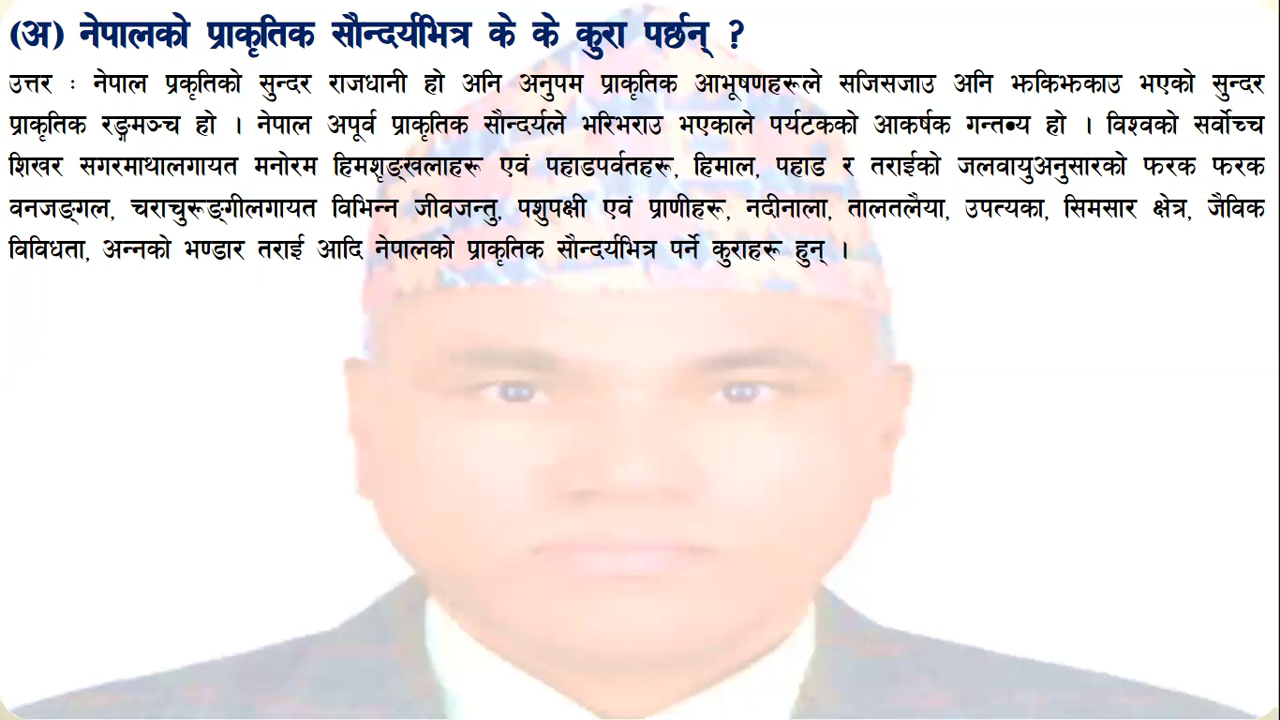 (अ) नेपालको प्राकृतिक सौन्दर्यभित्र के के कुरा पर्छन् ?
उत्तर : नेपाल प्रकृतिको सुन्दर राजधानी हो अनि अनुपम प्राकृतिक आभूषणहरूले सजिसजाउ अनि झकिझकाउ भएको सुन्दर
प्राकृतिक रङ्गमञ्च हो । नेपाल अपूर्व प्राकृतिक सौन्दर्यले भरिभराउ भएकाले पर्यटकको आकर्षक गन्तव्य हो । विश्वको सर्वोच्च
शिखर सगरमाथालगायत मनोरम हिमशृङ्खलाहरू एवं पहाडपर्वतहरू, हिमाल, पहाड र तराईको जलवायुअनुसारको फरक फरक
वनजङ्गल, चराचुरूङ्गीलगायत विभिन्न जीवजन्तु, पशुपक्षी एवं प्राणीहरू, नदीनाला, तालतलैया, उपत्यका, सिमसार क्षेत्र, जैविक
विविधता, अन्नको भण्डार तराई आदि नेपालको प्राकृतिक सौन्दर्यभित्र पर्ने कुराहरू हुन् ।